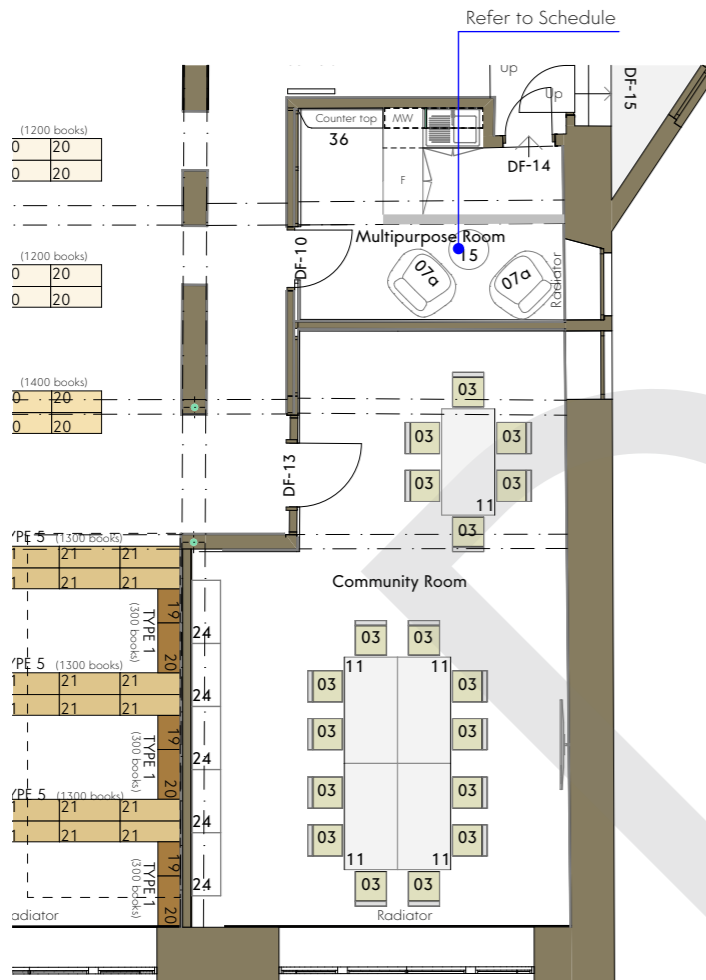 Refer to Schedule
Up
Up
DF-15
(1200 books)
0 20
20
Counter top
MW
36
F
DF-14
Multipurpose Room
15
DF-10
07a
07a
Radiator
(1200 books)
0 20
20
(1400 books)
0 20
20
DF-13
03
03
03
03
03
11
03
YPE 5 (1300 books)
21 21
21 21
TYPE 1
(300 books)
19
20
Community Room
24
03
03
11
11
03
03
03
03
YPE 5 (1300 books)
21 21
21 21
TYPE 1
(300 books)
19
20
24
03
03
03
03
11
11
YPE 5 (1300 books)
21 21
21 21
TYPE 1
(300 books)
19
20
24
24
03
03
adiator
Radiator